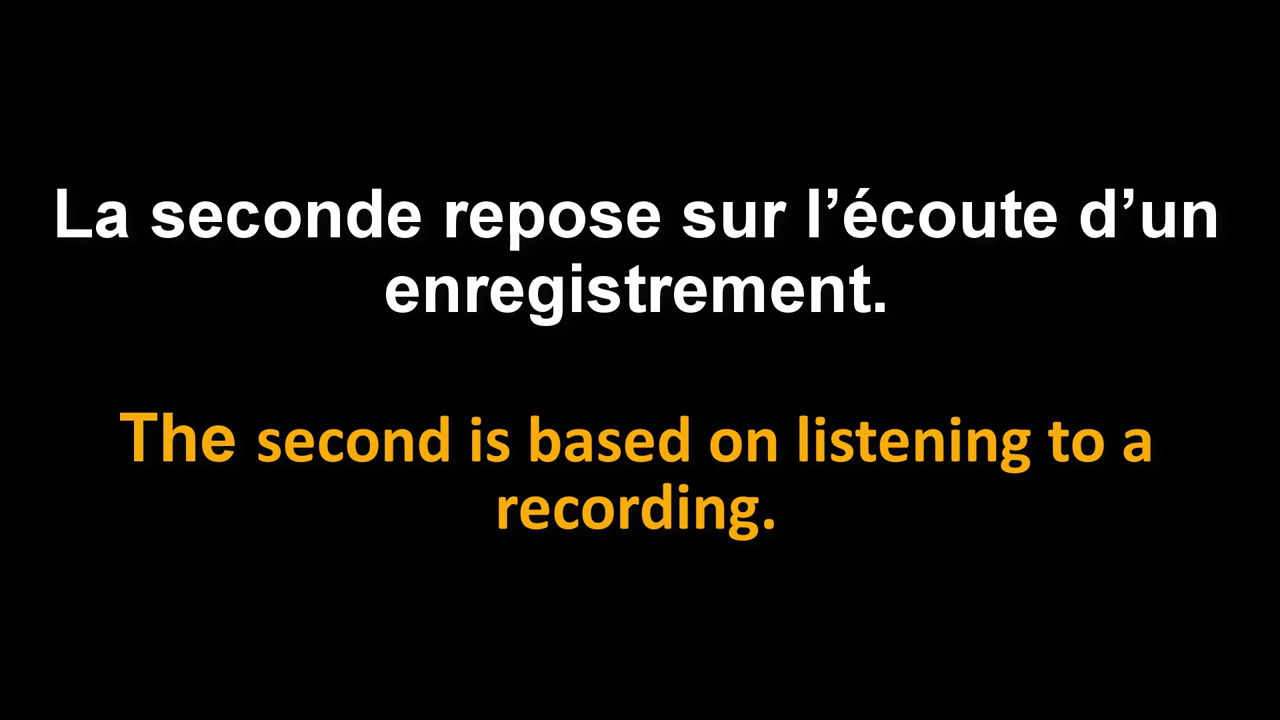 La seconde repose sur l’écoute d’un
enregistrement.
The second is based on listening to a
recording.